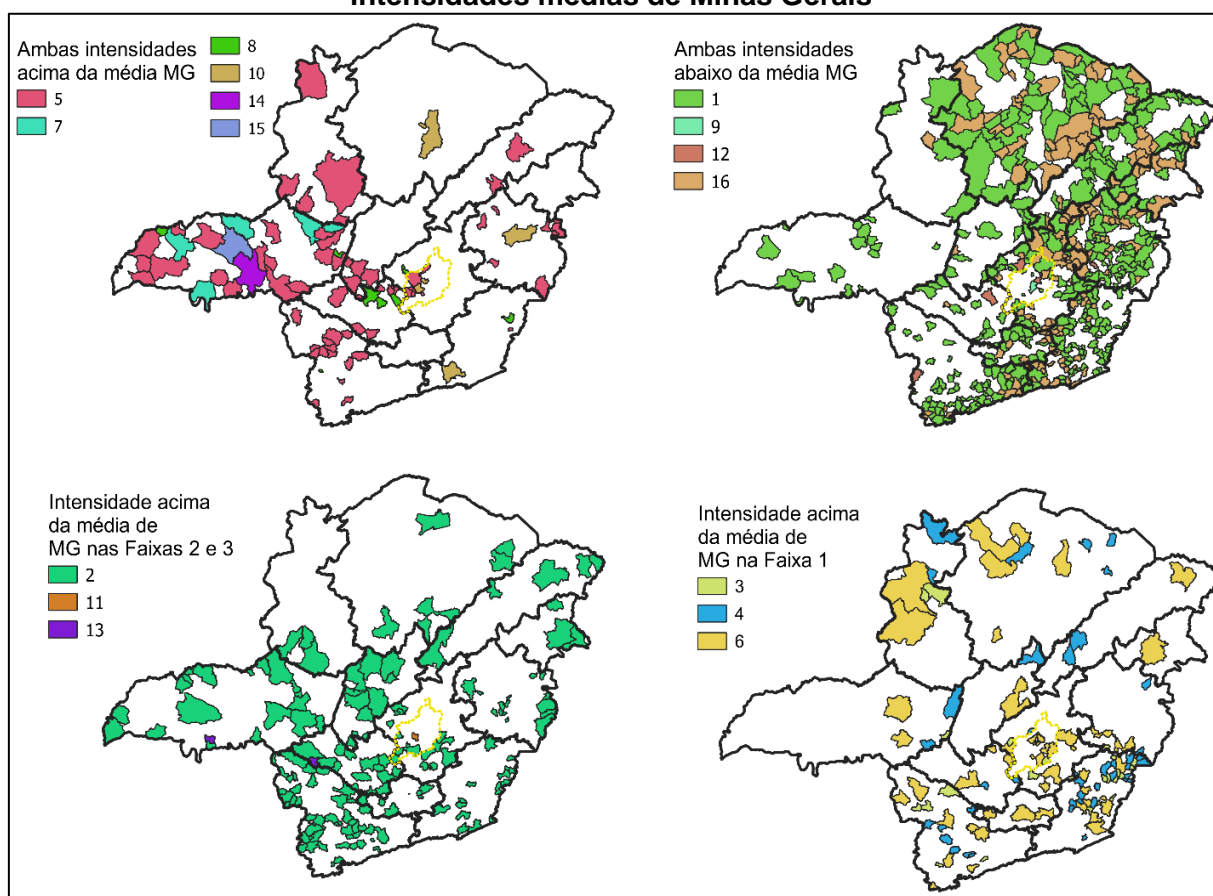 Intensidades médias de Minas Gerais
Ambas intensidades
acima da média MG
5
7
8
10
14
15
Ambas intensidades
abaixo da média MG
1
9
12
16
Intensidade acima
da média de
MG nas Faixas 2 e 3
2
11
13
Intensidade acima
da média de
MG na Faixa 1
3
4
6